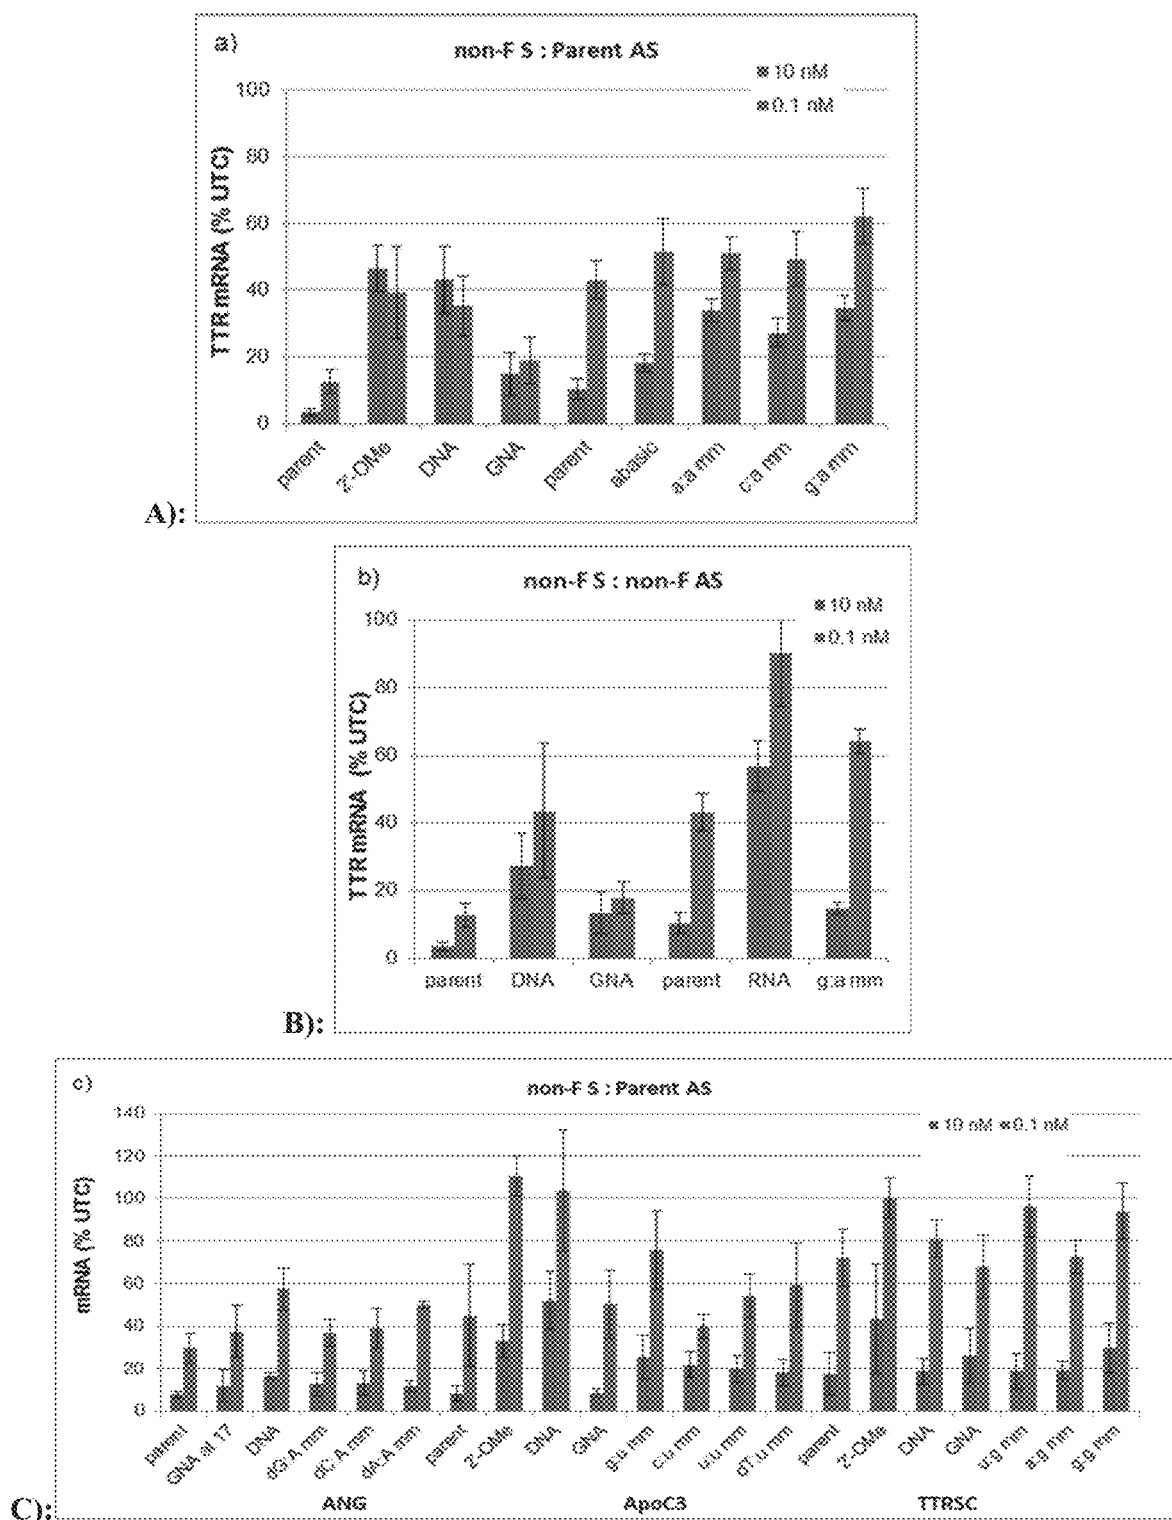 a)
non-F S : Parent AS
10 nM
0.1 nM
TTR mRNA (% UTC)
100
80
60
40
20
0
parent 2'-OMe DNA GNA parent abasic a:a mm c:a mm g:a mm
A):
b)
non-F S : non-F AS
10 nM
0.1 nM
TTR mRNA (% UTC)
100
80
60
40
20
0
parent DNA GNA parent RNA g:a mm
B):
c)
non-F S : Parent AS
10 nM 0.1 nM
mRNA (% UTC)
140
120
100
80
60
40
20
0
parent GNA at 17 DNA dG:A mm dC:A mm dA:A mm parent 2'-OMe DNA GNA g:u mm c:u mm u:u mm dT:u mm parent 2'-OMe DNA GNA u:g mm a:g mm g:g mm
ANG ApoC3 TTRSC
C):